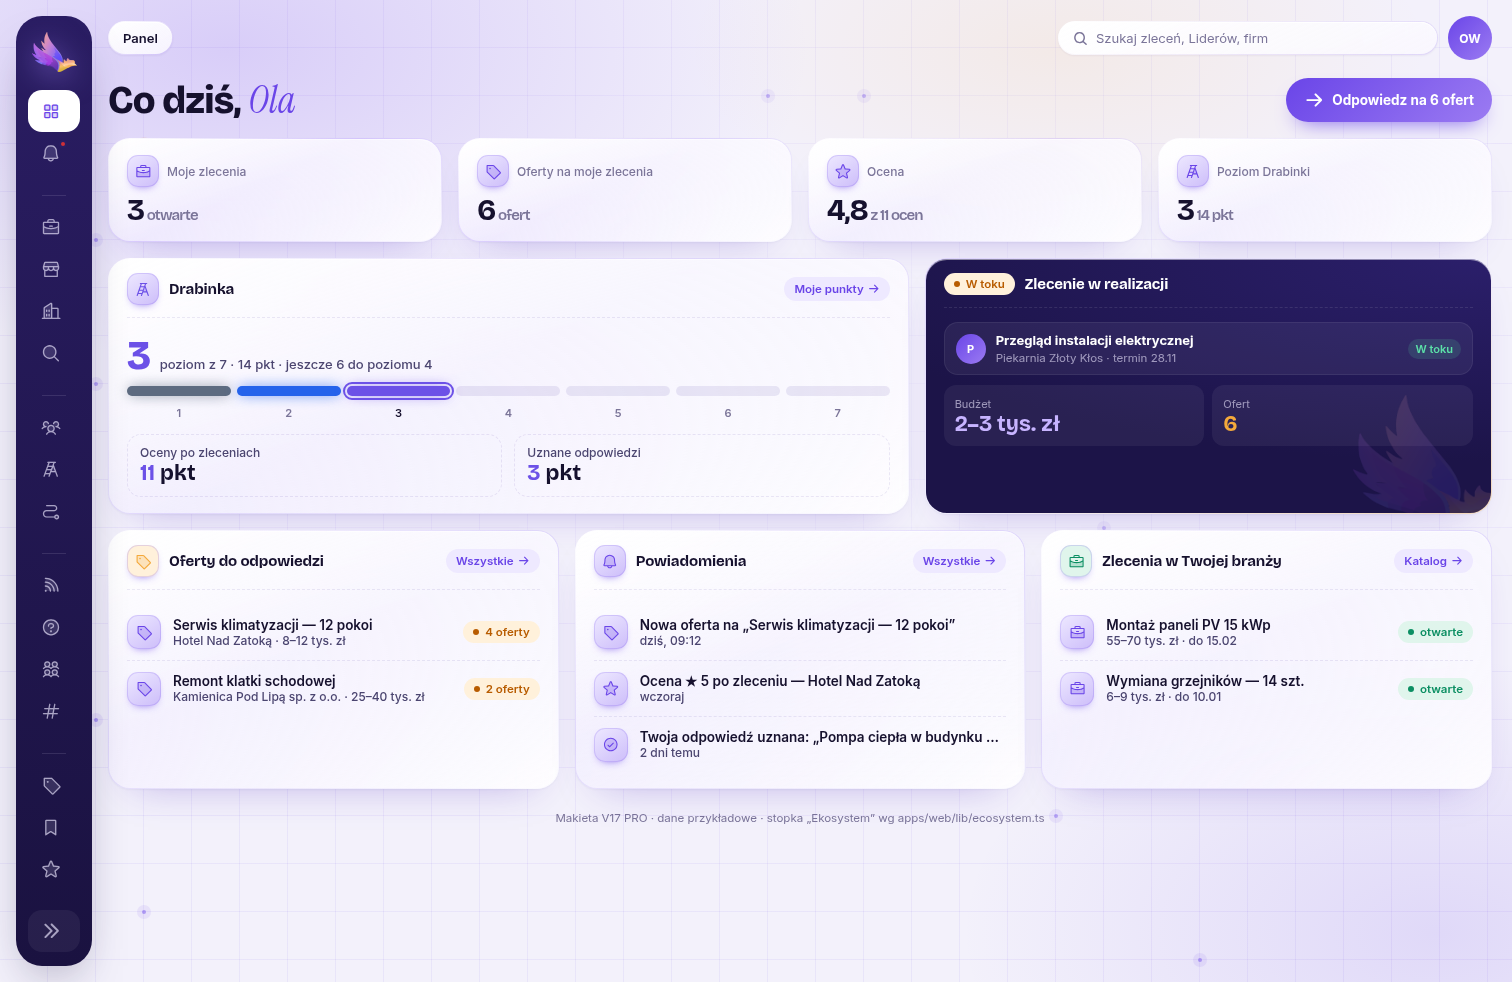 Panel
Szukaj zleceń, Liderów, firm
OW
Co dziś, Ola
Odpowiedz na 6 ofert
Moje zlecenia
3 otwarte
Oferty na moje zlecenia
6 ofert
Ocena
4,8 z 11 ocen
Poziom Drabinki
3 14 pkt
Drabinka
Moje punkty →
3 poziom z 7 · 14 pkt · jeszcze 6 do poziomu 4
1 2 3 4 5 6 7
Oceny po zleceniach
11 pkt
Uznane odpowiedzi
3 pkt
W toku Zlecenie w realizacji
P
Przegląd instalacji elektrycznej
Piekarnia Złoty Kłos · termin 28.11
W toku
Budżet
2–3 tys. zł
Ofert
6
Oferty do odpowiedzi
Wszystkie →
Serwis klimatyzacji — 12 pokoi
Hotel Nad Zatoką · 8–12 tys. zł
4 oferty
Remont klatki schodowej
Kamienica Pod Lipą sp. z o.o. · 25–40 tys. zł
2 oferty
Powiadomienia
Wszystkie →
Nowa oferta na „Serwis klimatyzacji — 12 pokoi”
dziś, 09:12
Ocena ★ 5 po zleceniu — Hotel Nad Zatoką
wczoraj
Twoja odpowiedź uznana: „Pompa ciepła w budynku ...
2 dni temu
Zlecenia w Twojej branży
Katalog →
Montaż paneli PV 15 kWp
55–70 tys. zł · do 15.02
otwarte
Wymiana grzejników — 14 szt.
6–9 tys. zł · do 10.01
otwarte
Makieta V17 PRO · dane przykładowe · stopka „Ekosystem” wg apps/web/lib/ecosystem.ts